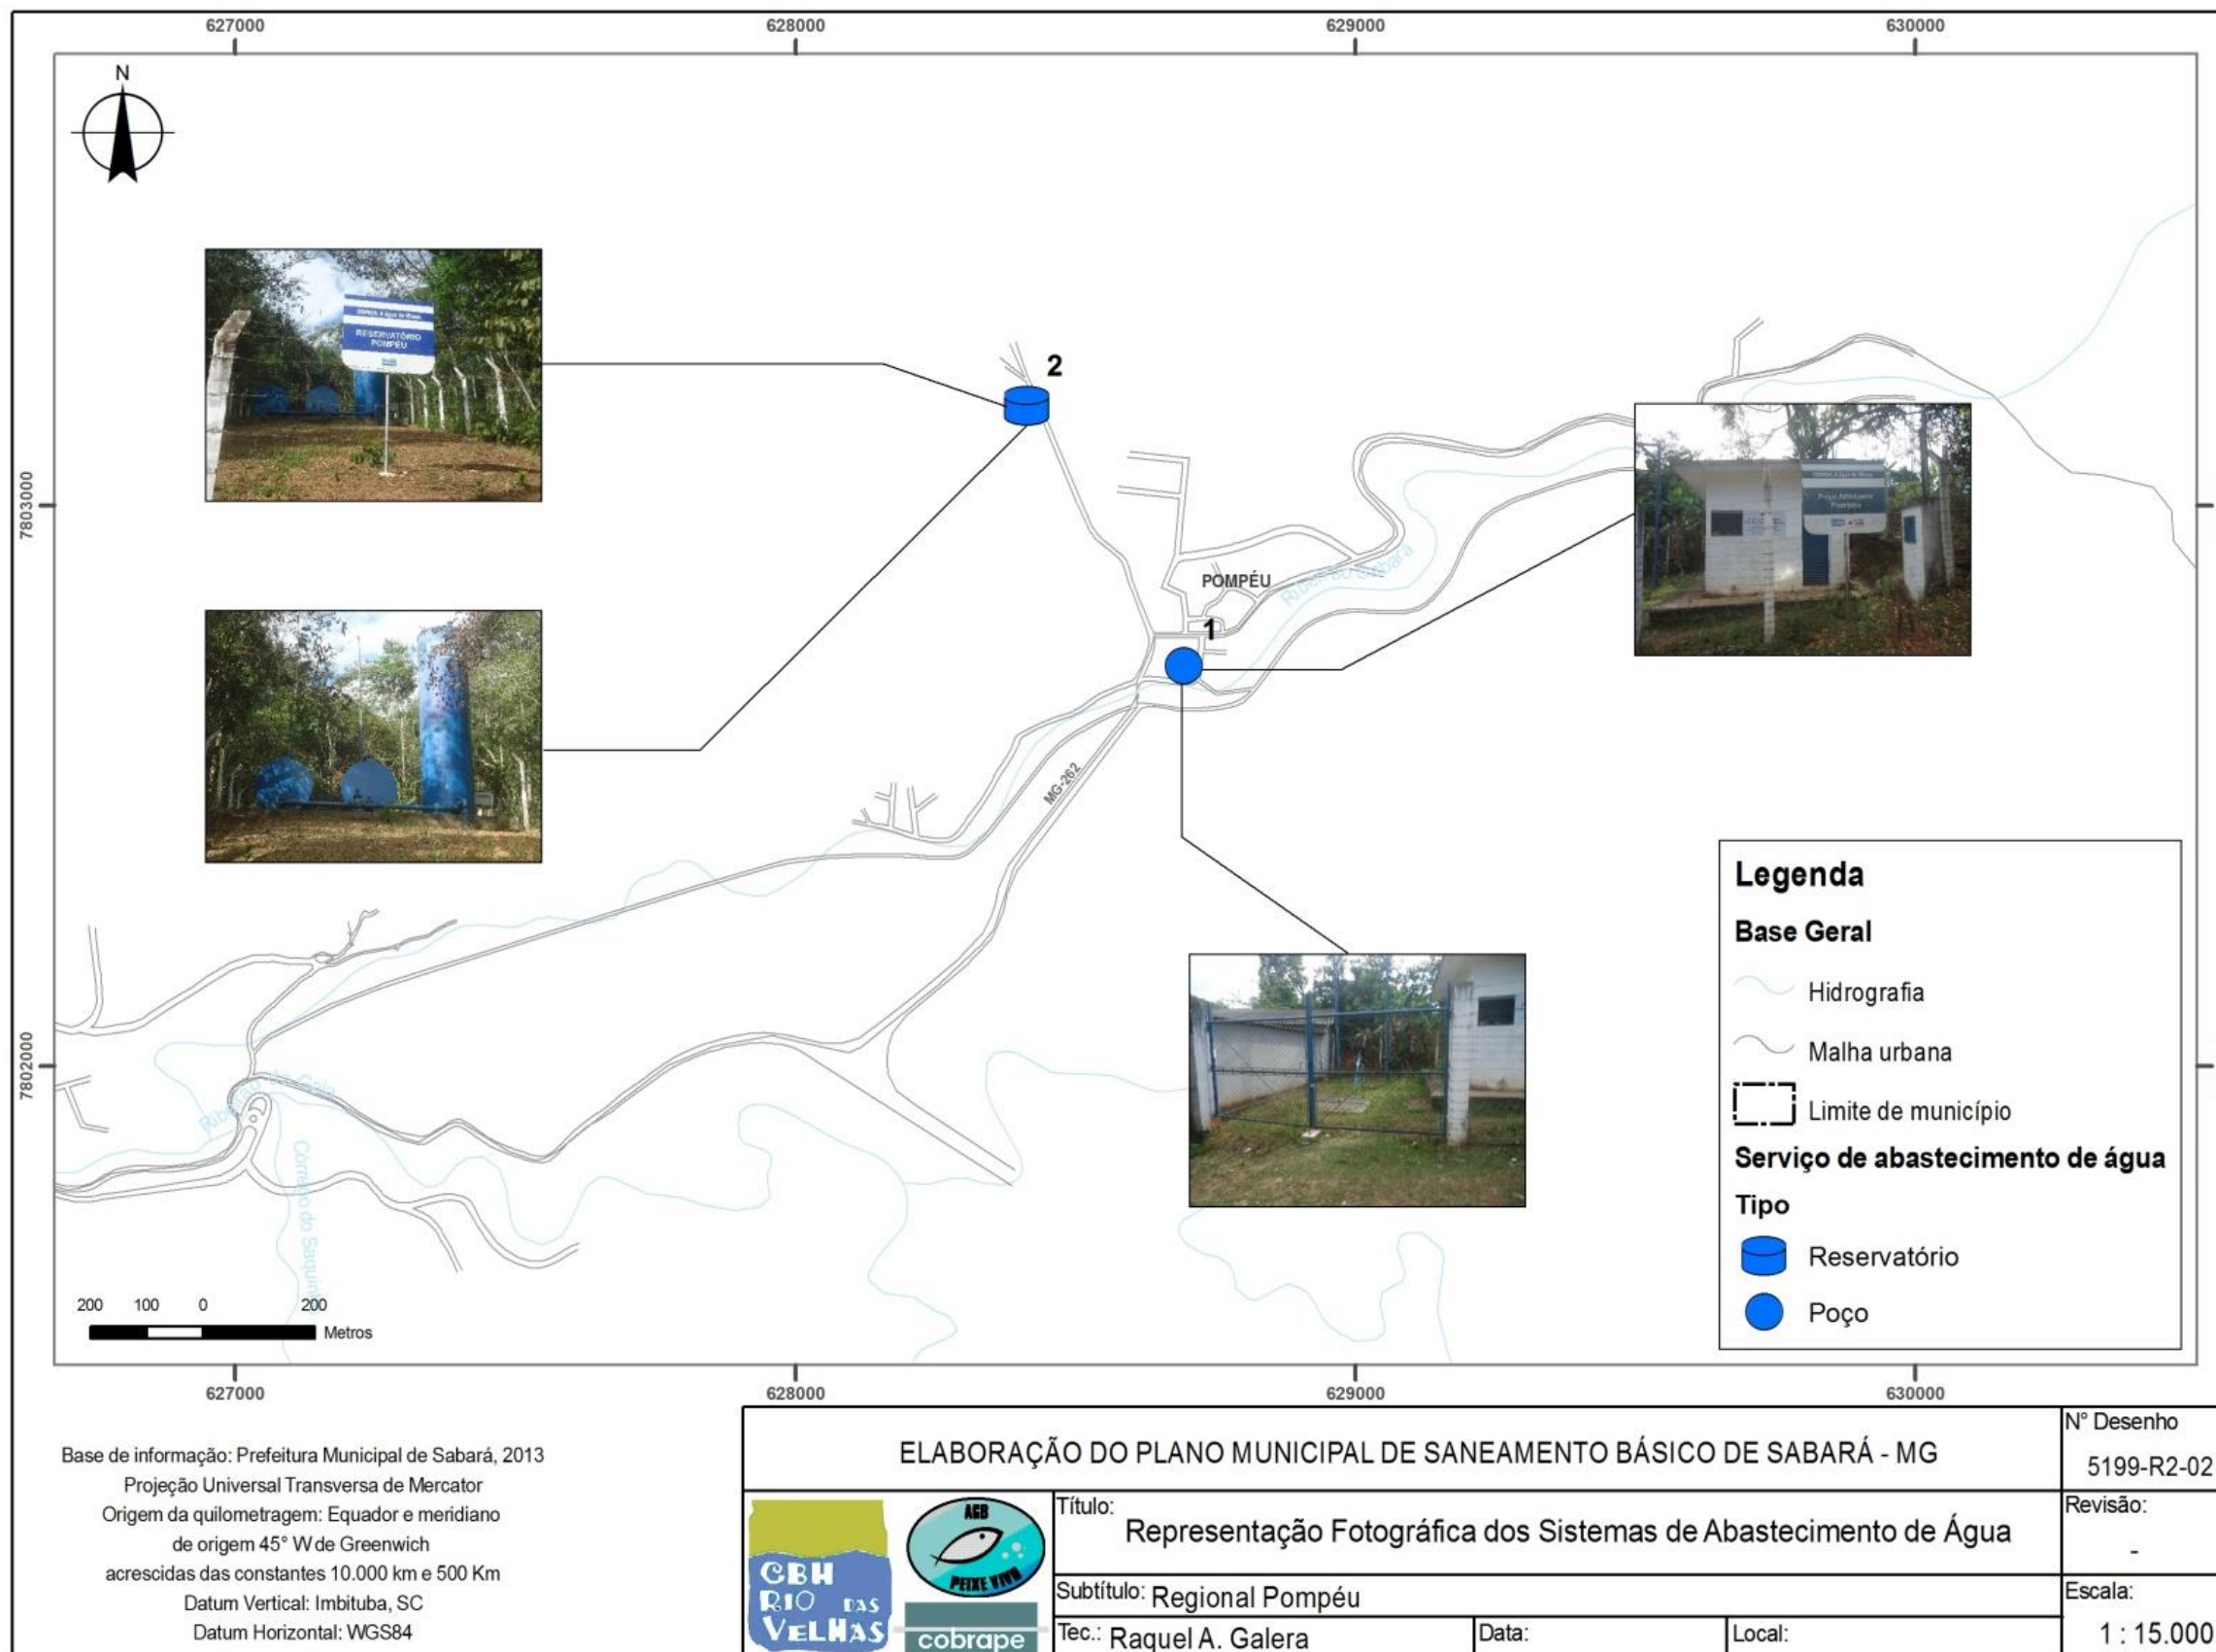 627000
628000
629000
630000
N
RESERVATÓRIO
POMPÉU
2
7803000
Ribeirão Sabará
POMPÉU
1
MG-262
Legenda
Base Geral
Hidrografia
Malha urbana
Limite de município
Serviço de abastecimento de água
Tipo
Reservatório
Poço
7802000
Córrego do
200 100 0 200
Metros
627000
628000
629000
630000
Base de informação: Prefeitura Municipal de Sabará, 2013
Projeção Universal Transversa de Mercator
Origem da quilometragem: Equador e meridiano
de origem 45° W de Greenwich
acrescidas das constantes 10.000 km e 500 Km
Datum Vertical: Imbituba, SC
Datum Horizontal: WGS84
ELABORAÇÃO DO PLANO MUNICIPAL DE SANEAMENTO BÁSICO DE SABARÁ - MG
N° Desenho
5199-R2-02
CBH
RIO DAS
VELHAS
AGB
PEIXE VIVO
cobrape
Título:
Representação Fotográfica dos Sistemas de Abastecimento de Água
Revisão:
-
Subtítulo: Regional Pompéu
Escala:
1 : 15.000
Tec.: Raquel A. Galera
Data:
Local: